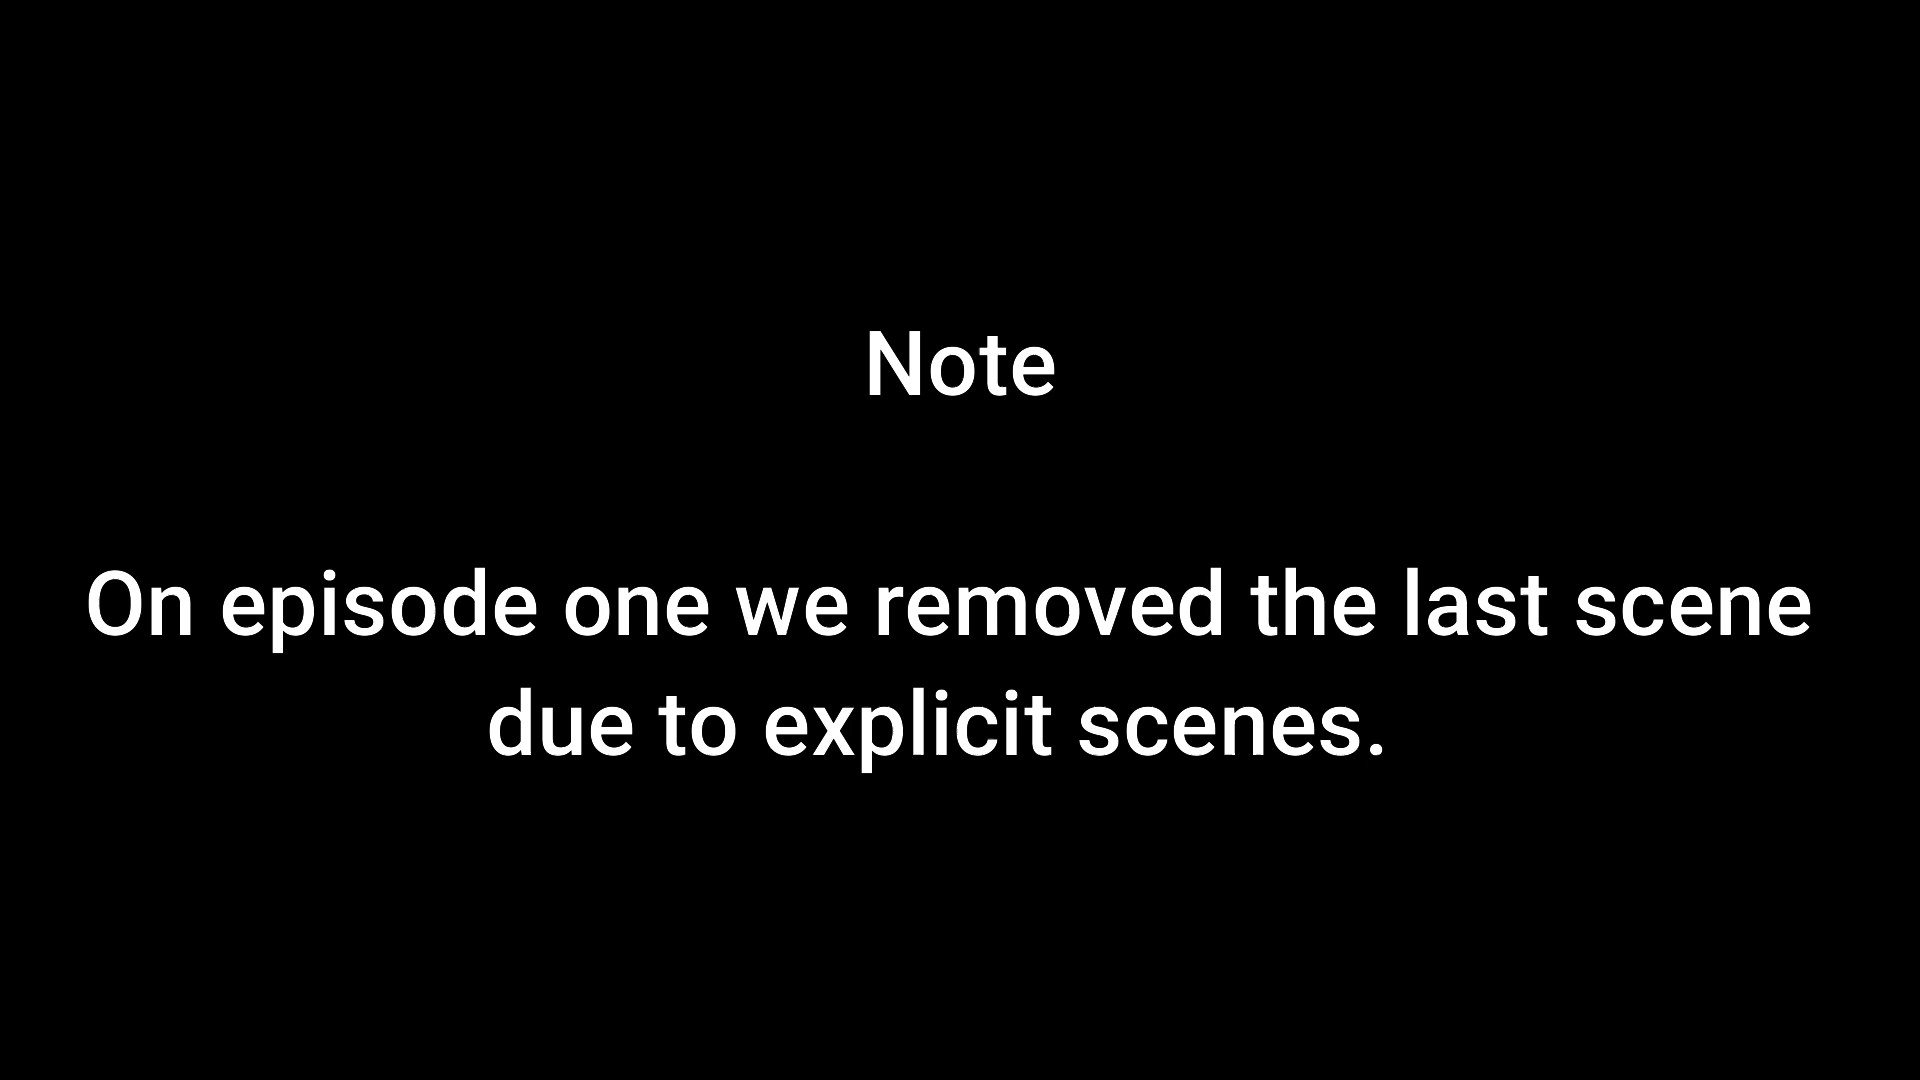 Note
On episode one we removed the last scene
due to explicit scenes.